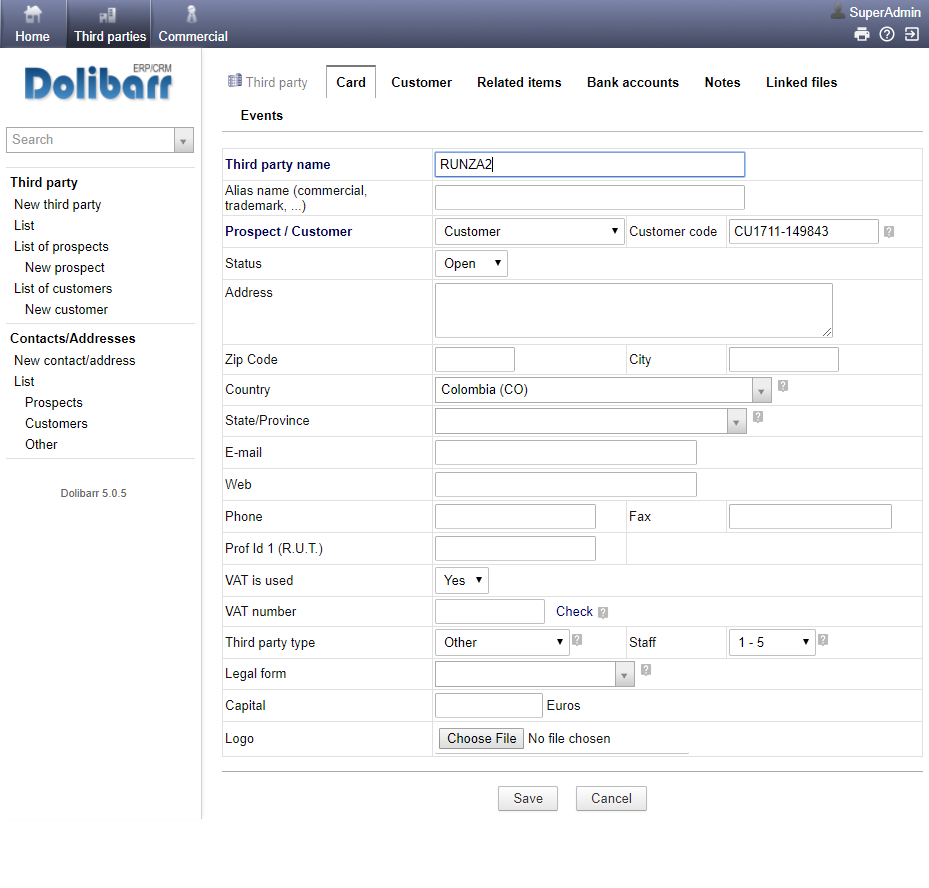 Home
Third parties
Commercial
SuperAdmin
Dolibarr ERP/CRM
Search
Third party
New third party
List
List of prospects
New prospect
List of customers
New customer
Contacts/Addresses
New contact/address
List
Prospects
Customers
Other
Dolibarr 5.0.5
Third party Card Customer Related items Bank accounts Notes Linked files
Events
Third party name RUNZA2
Alias name (commercial,
trademark, ...)
Prospect / Customer Customer Customer code CU1711-149843
Status Open
Address
Zip Code City
Country Colombia (CO)
State/Province
E-mail
Web
Phone Fax
Prof Id 1 (R.U.T.)
VAT is used Yes
VAT number Check
Third party type Other Staff 1 - 5
Legal form
Capital Euros
Logo Choose File No file chosen
Save Cancel